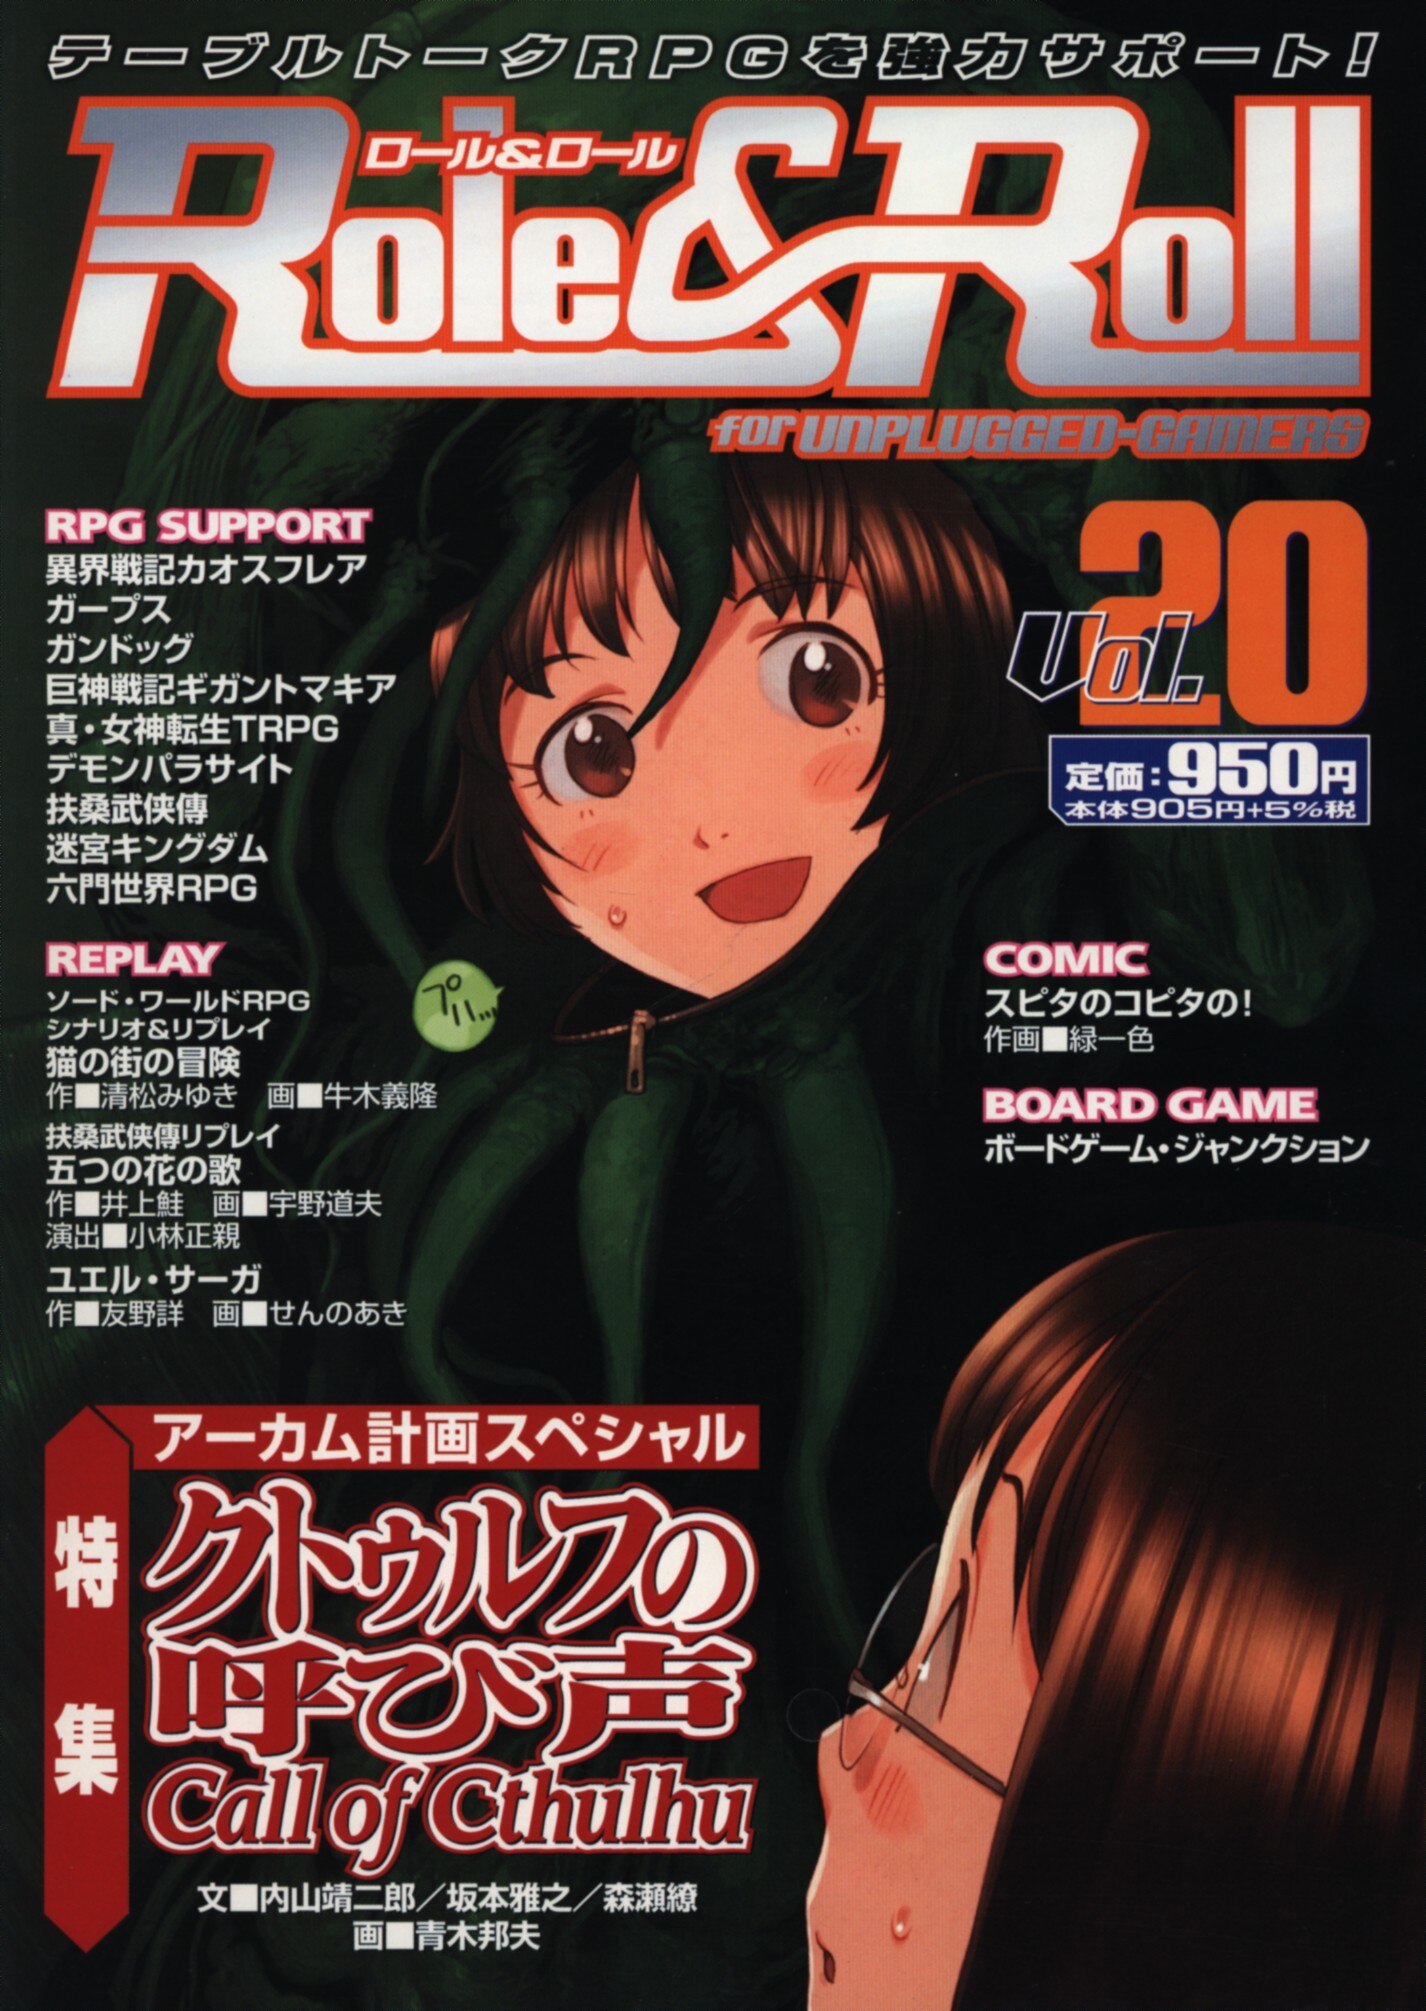 テーブルトークRPGを強力サポート!
ロール&ロール
Role&Roll
for UNPLUGGED-GAMERS
Vol.20
定価:950円
本体905円+5%税
RPG SUPPORT
異界戦記カオスフレア
ガープス
ガンドッグ
巨神戦記ギガントマキア
真・女神転生TRPG
デモンパラサイト
扶桑武侠傳
迷宮キングダム
六門世界RPG
REPLAY
ソード・ワールドRPG
シナリオ&リプレイ
猫の街の冒険
作■清松みゆき 画■牛木義隆
扶桑武侠傳リプレイ
五つの花の歌
作■井上鮭 画■宇野道夫
演出■小林正親
ユエル・サーガ
作■友野詳 画■せんのあき
プハッ
COMIC
スピタのコピタの!
作画■緑一色
BOARD GAME
ボードゲーム・ジャンクション
特集
アーカム計画スペシャル
クトゥルフの
呼び声
Call of Cthulhu
文■内山靖二郎/坂本雅之/森瀬繚
画■青木邦夫